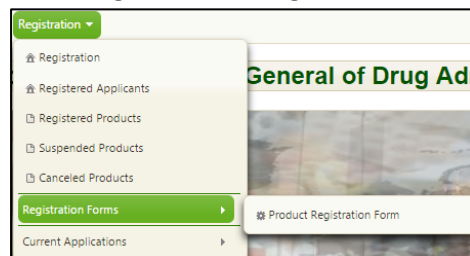 Registration
Registration
Registered Applicants
General of Drug Ad
Registered Products
Suspended Products
Canceled Products
Registration Forms
Product Registration Form
Current Applications